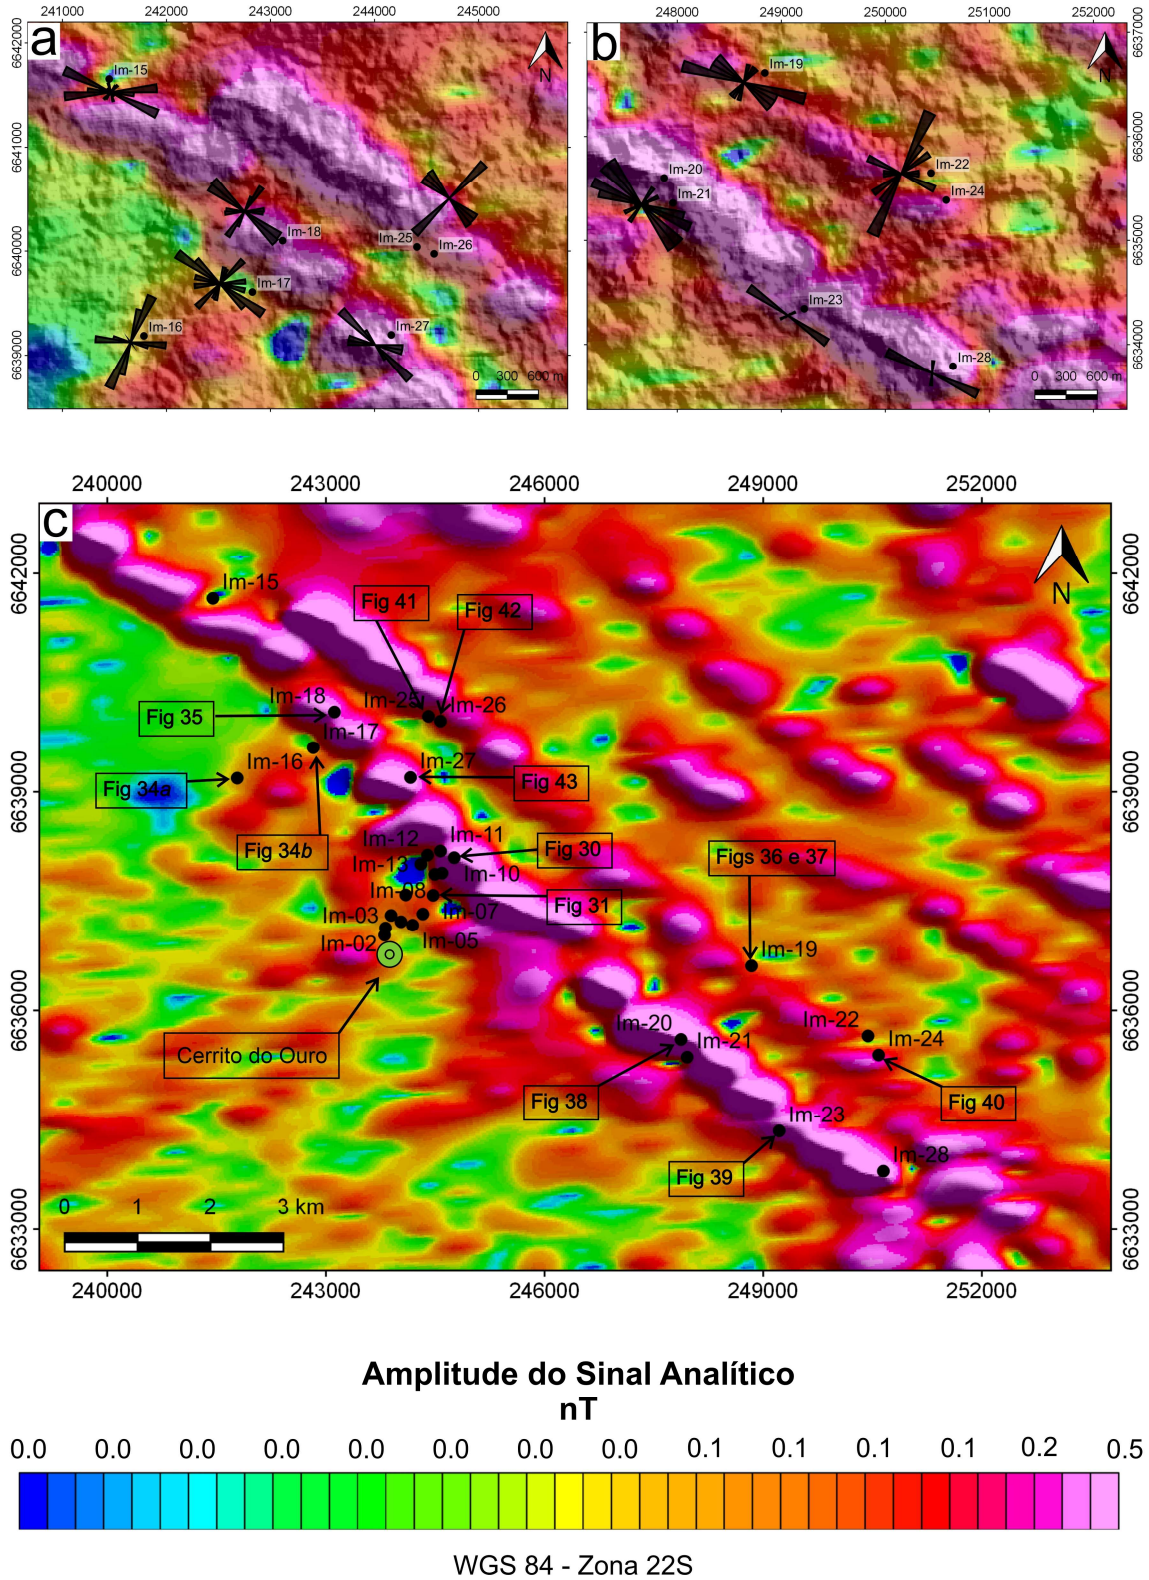 241000 242000 243000 244000 245000
a
6642000
6641000
6640000
6639000
N
Im-15
Im-18
Im-25
Im-26
Im-17
Im-16
Im-27
0 300 600 m
248000 249000 250000 251000 252000
b
6637000
6636000
6635000
6634000
N
Im-19
Im-20
Im-21
Im-22
Im-24
Im-23
Im-28
0 300 600 m
240000 243000 246000 249000 252000
c
6642000
6639000
6636000
6633000
6642000
6639000
6636000
6633000
N
Im-15
Fig 41
Fig 42
Im-18
Im-25
Im-26
Fig 35
Im-17
Im-16
Im-27
Fig 34a
Fig 43
Im-12
Im-11
Fig 34b
Fig 30
Figs 36 e 37
Im-13
Im-10
Im-08
Fig 31
Im-03
Im-07
Im-02
Im-05
Im-19
Im-20
Im-22
Im-21
Im-24
Cerrito do Ouro
Fig 38
Fig 40
Im-23
Im-28
Fig 39
0 1 2 3 km
240000 243000 246000 249000 252000
Amplitude do Sinal Analítico
nT
0.0 0.0 0.0 0.0 0.0 0.0 0.0 0.0 0.1 0.1 0.1 0.1 0.2 0.5
WGS 84 - Zona 22S